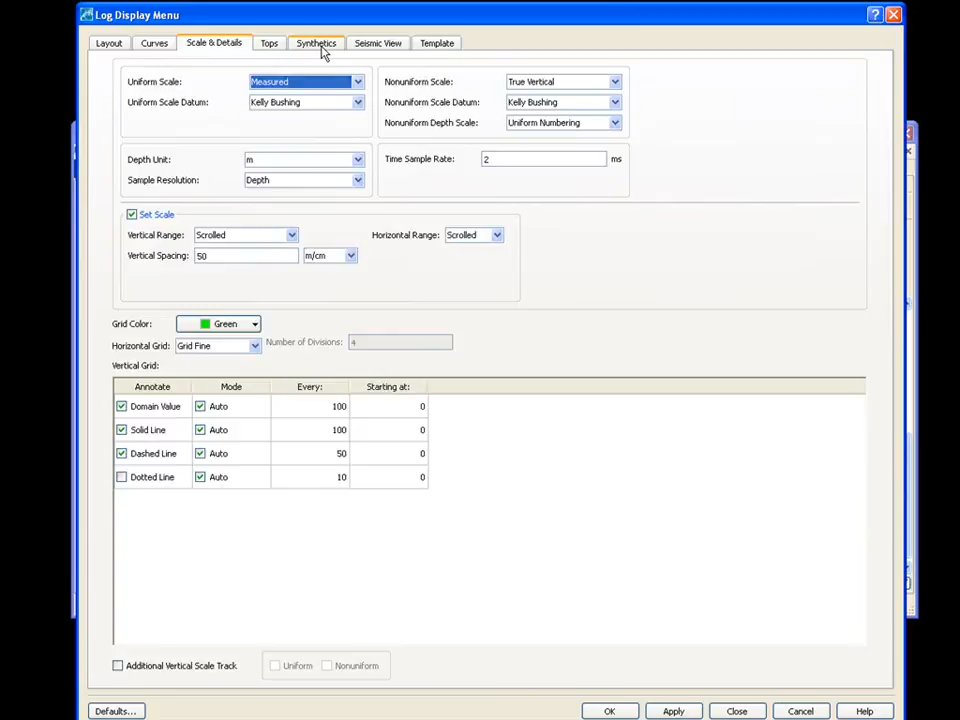 Log Display Menu
Layout Curves Scale & Details Tops Synthetics Seismic View Template
Uniform Scale: Measured Nonuniform Scale: True Vertical
Uniform Scale Datum: Kelly Bushing Nonuniform Scale Datum: Kelly Bushing
Nonuniform Depth Scale: Uniform Numbering
Depth Unit: m Time Sample Rate: 2 ms
Sample Resolution: Depth
Set Scale
Vertical Range: Scrolled Horizontal Range: Scrolled
Vertical Spacing: 50 m/cm
Grid Color: Green
Horizontal Grid: Grid Fine Number of Divisions: 4
Vertical Grid:
Annotate Mode Every: Starting at:
Domain Value Auto 100 0
Solid Line Auto 100 0
Dashed Line Auto 50 0
Dotted Line Auto 10 0
Additional Vertical Scale Track Uniform Nonuniform
Defaults... OK Apply Close Cancel Help